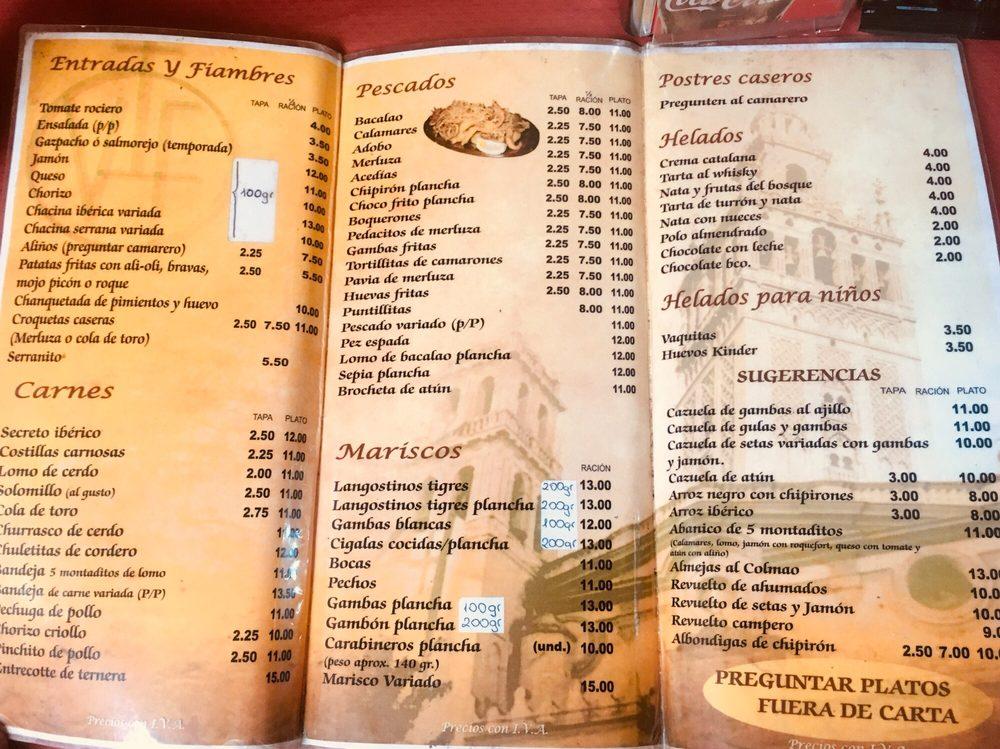 Coca-Cola
Entradas Y Fiambres
TAPA ½ RACIÓN PLATO
Tomate rociero 4.00
Ensalada (p/p) 3.50
Gazpacho ó salmorejo (temporada) 3.50
Jamón 12.00
Queso 11.00
Chorizo 10.00
100gr
Chacina ibérica variada 13.00
Chacina serrana variada 10.00
Aliños (preguntar camarero) 2.25 7.50
Patatas fritas con ali-oli, bravas, 2.50 5.50
mojo picón o roque
Chanquetada de pimientos y huevo 10.00
Croquetas caseras 2.50 7.50 11.00
(Merluza o cola de toro)
Serranito 5.50
Carnes
TAPA PLATO
Secreto ibérico 2.50 12.00
Costillas carnosas 2.25 11.00
Lomo de cerdo 2.00 11.00
Solomillo (al gusto) 2.50 11.00
Cola de toro 2.75 11.00
Churrasco de cerdo
Chuletitas de cordero
Bandeja 5 montaditos de lomo
Bandeja de carne variada (P/P) 13.50
Pechuga de pollo 11.00
Chorizo criollo 2.25 10.00
Pinchito de pollo 2.50 11.00
Entrecotte de ternera 15.00
Precios con I.V.A.
Pescados
TAPA ½ RACIÓN PLATO
Bacalao 2.50 8.00 11.00
Calamares 2.25 7.50 11.00
Adobo 2.25 7.50 11.00
Merluza 2.25 7.50 11.00
Acedías 2.25 7.50 11.00
Chipirón plancha 2.50 8.00 11.00
Choco frito plancha 2.50 8.00 11.00
Boquerones 2.25 7.50 11.00
Pedacitos de merluza 2.25 7.50 11.00
Gambas fritas 2.25 7.50 11.00
Tortillitas de camarones 2.25 7.50 11.00
Pavia de merluza 2.25 7.50 11.00
Huevas fritas 2.50 8.00 11.00
Puntillitas 8.00 11.00
Pescado variado (p/P) 11.00
Pez espada 12.00
Lomo de bacalao plancha 12.00
Sepia plancha 12.00
Brocheta de atún 11.00
Mariscos
RACIÓN
Langostinos tigres 200gr 13.00
Langostinos tigres plancha 200gr 13.00
Gambas blancas 100gr 12.00
Cigalas cocidas/plancha 200gr 13.00
Bocas 11.00
Pechos 11.00
Gambas plancha 100gr 13.00
Gambón plancha 200gr 13.00
Carabineros plancha (und.) 10.00
(peso aprox. 140 gr.)
Marisco Variado 15.00
Precios con I.V.A.
Postres caseros
Pregunten al camarero
Helados
Crema catalana 4.00
Tarta al whisky 4.00
Nata y frutas del bosque 4.00
Tarta de turrón y nata 4.00
Nata con nueces 4.00
Polo almendrado 2.00
Chocolate con leche 2.00
Chocolate bco. 2.00
Helados para niños
Vaquitas 3.50
Huevos Kinder 3.50
SUGERENCIAS
TAPA RACIÓN PLATO
Cazuela de gambas al ajillo 11.00
Cazuela de gulas y gambas 11.00
Cazuela de setas variadas con gambas 10.00
y jamón.
Cazuela de atún 3.00 10.00
Arroz negro con chipirones 3.00 8.00
Arroz ibérico 3.00 8.00
Abanico de 5 montaditos 11.00
(Calamares, lomo, jamón con roquefort, queso con tomate y
atún con aliño)
Almejas al Colmao 13.0
Revuelto de ahumados 10.0
Revuelto de setas y Jamón 10.0
Revuelto campero 9.0
Albondigas de chipirón 2.50 7.00 10.
PREGUNTAR PLATOS
FUERA DE CARTA
Precios con I.V.A.